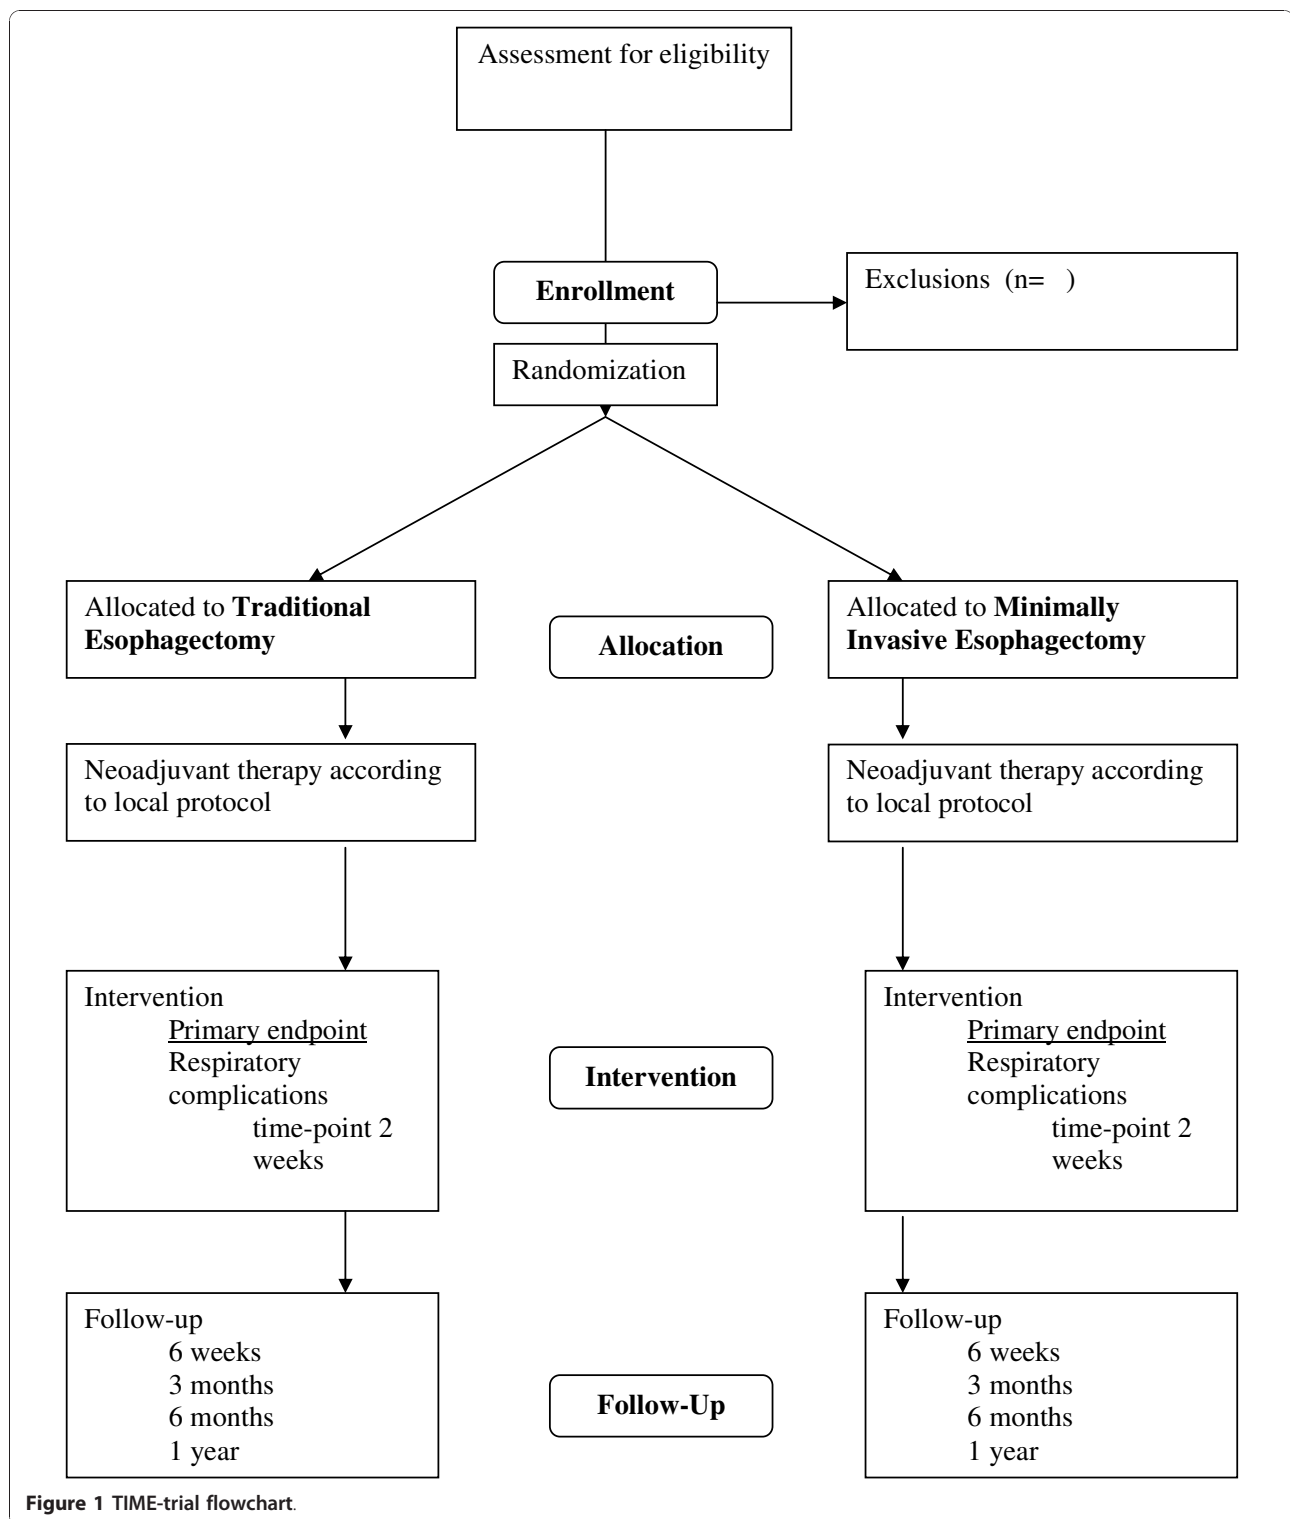 Assessment for eligibility
Enrollment
Exclusions (n=   )
Randomization
Allocated to Traditional
Esophagectomy
Allocation
Allocated to Minimally
Invasive Esophagectomy
Neoadjuvant therapy according
to local protocol
Neoadjuvant therapy according
to local protocol
Intervention
Primary endpoint
Respiratory
complications
time-point 2
weeks
Intervention
Intervention
Primary endpoint
Respiratory
complications
time-point 2
weeks
Follow-up
6 weeks
3 months
6 months
1 year
Follow-Up
Follow-up
6 weeks
3 months
6 months
1 year
Figure 1 TIME-trial flowchart.